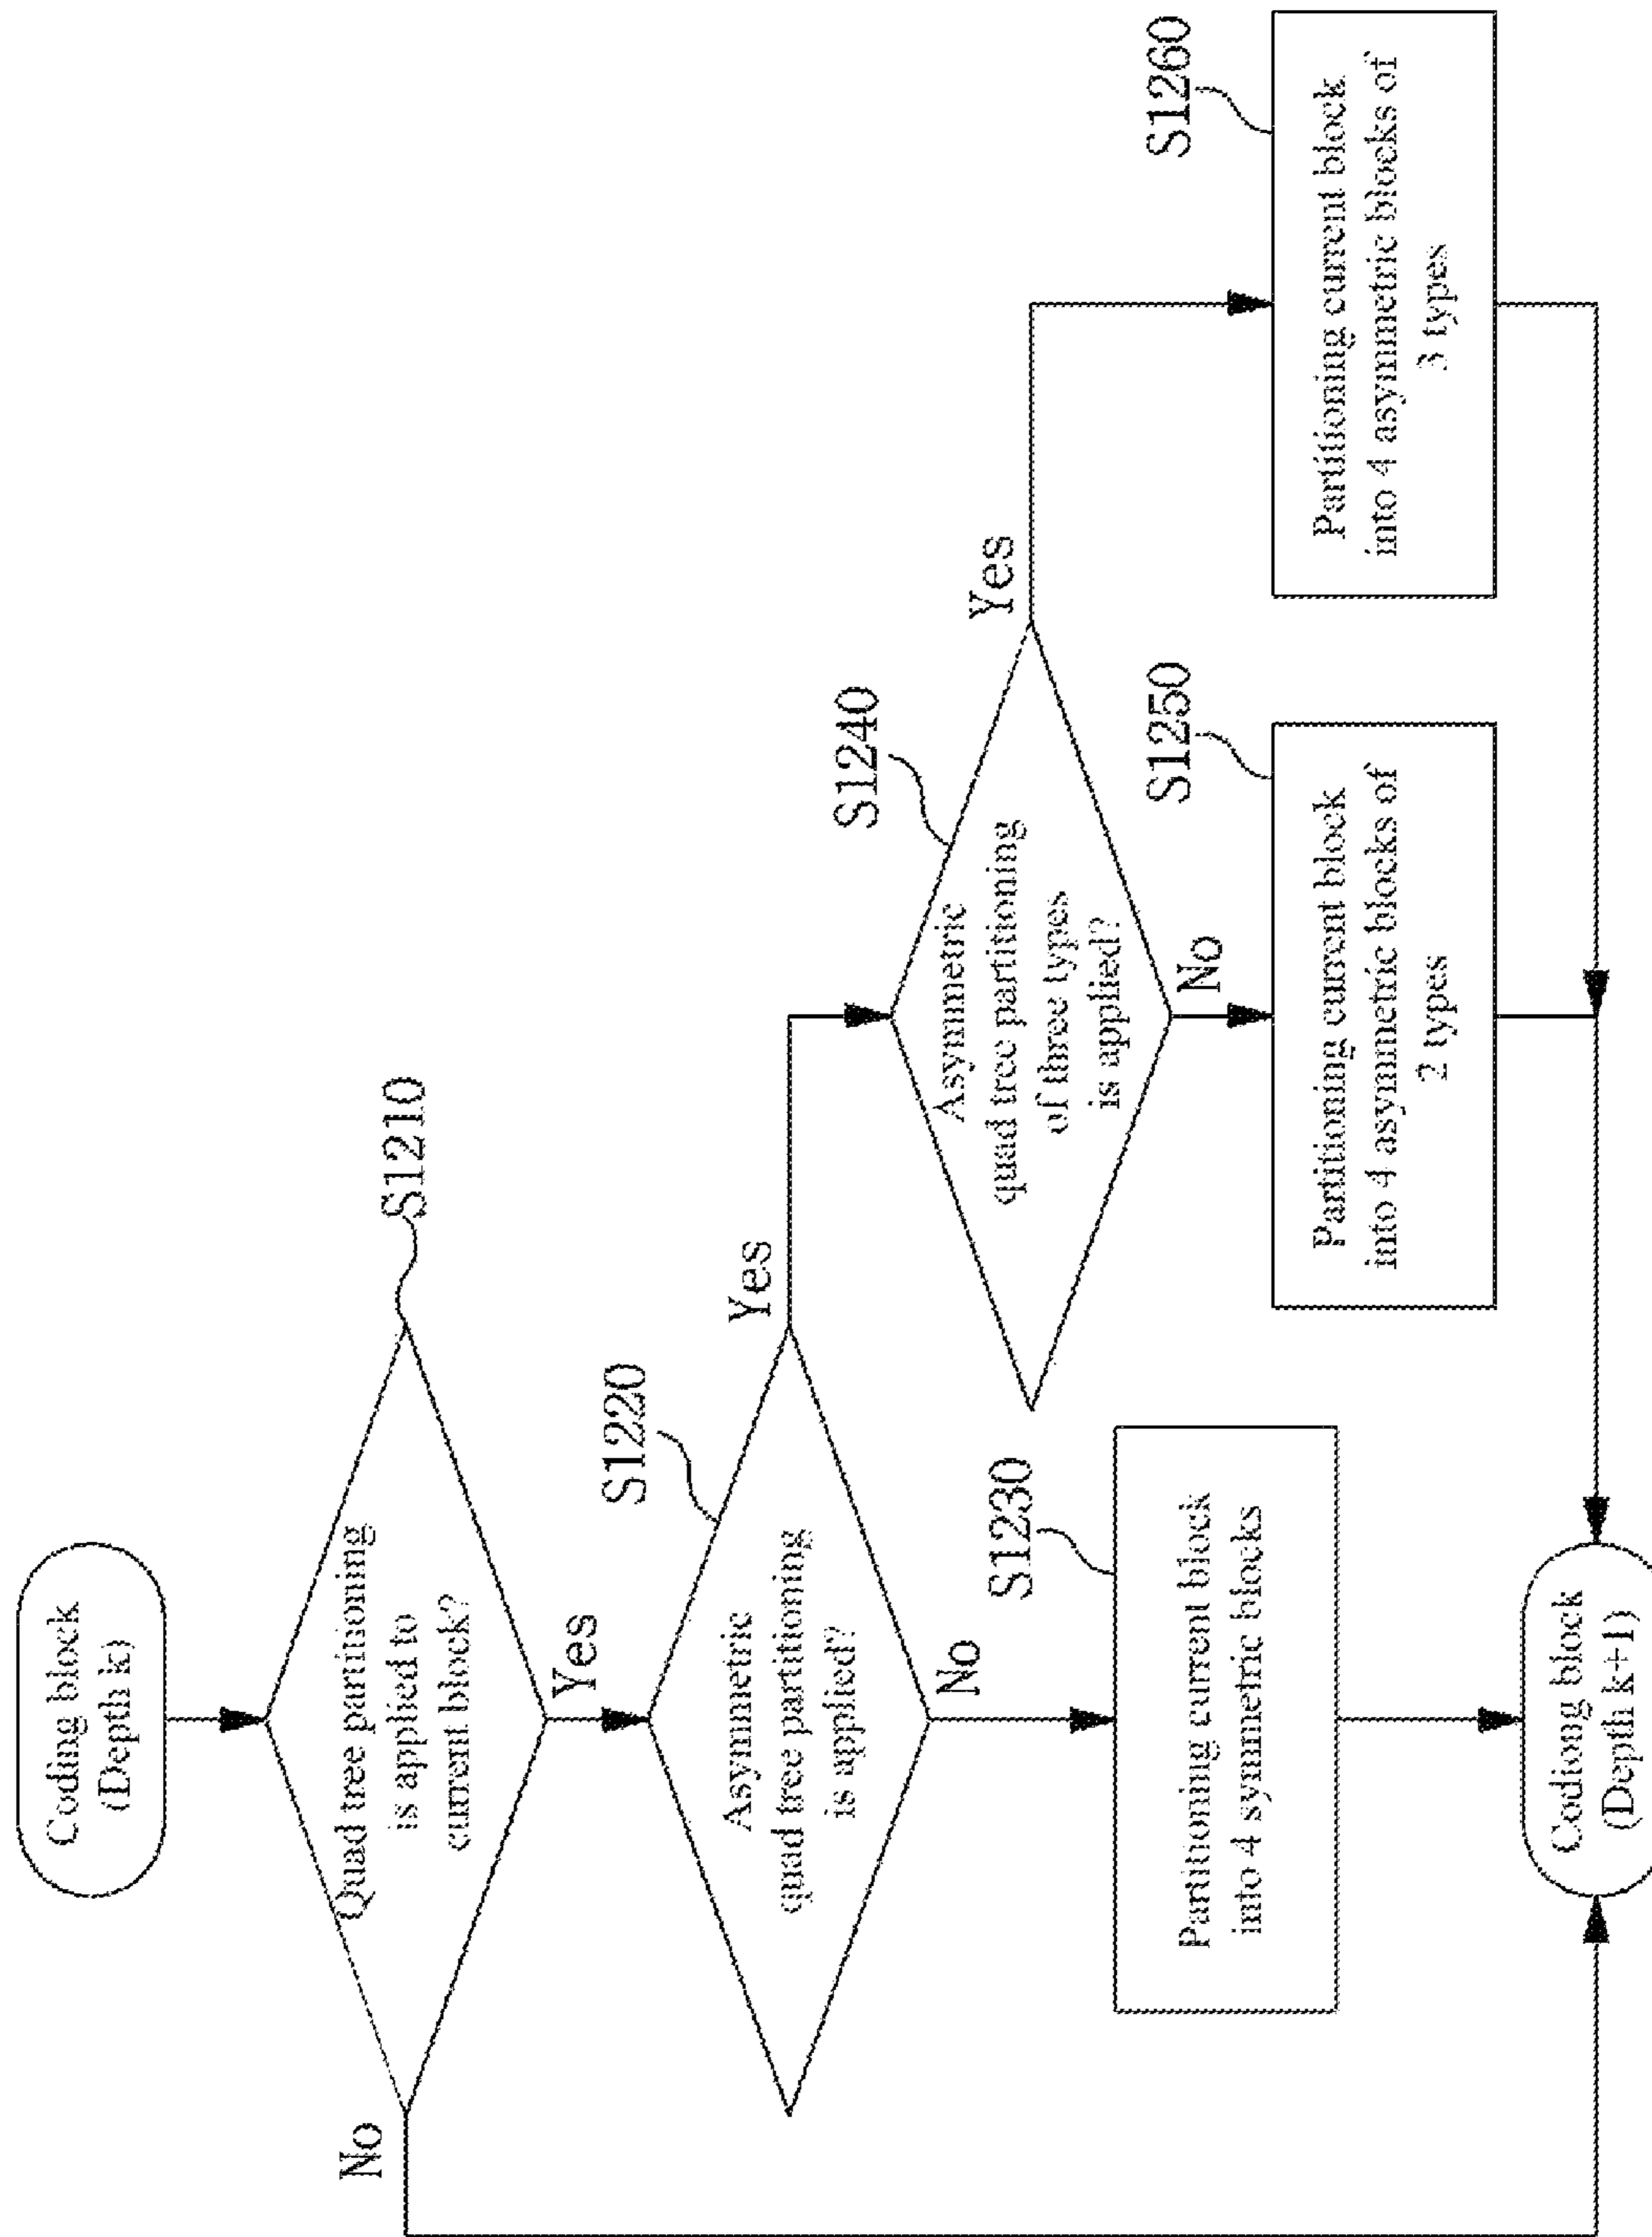 Coding block
(Depth k)
S1210
Quad tree partitioning
is applied to
current block?
No
Yes
S1220
Asymmetric
quad tree partitioning
is applied?
Yes
No
S1240
Asymmetric
quad tree partitioning
of three types
is applied?
Yes
No
S1230
Partitioning current block
into 4 symmetric blocks
S1250
Partitioning current block
into 4 asymmetric blocks of
2 types
S1260
Partitioning current block
into 4 asymmetric blocks of
3 types
Codiong block
(Depth k+1)